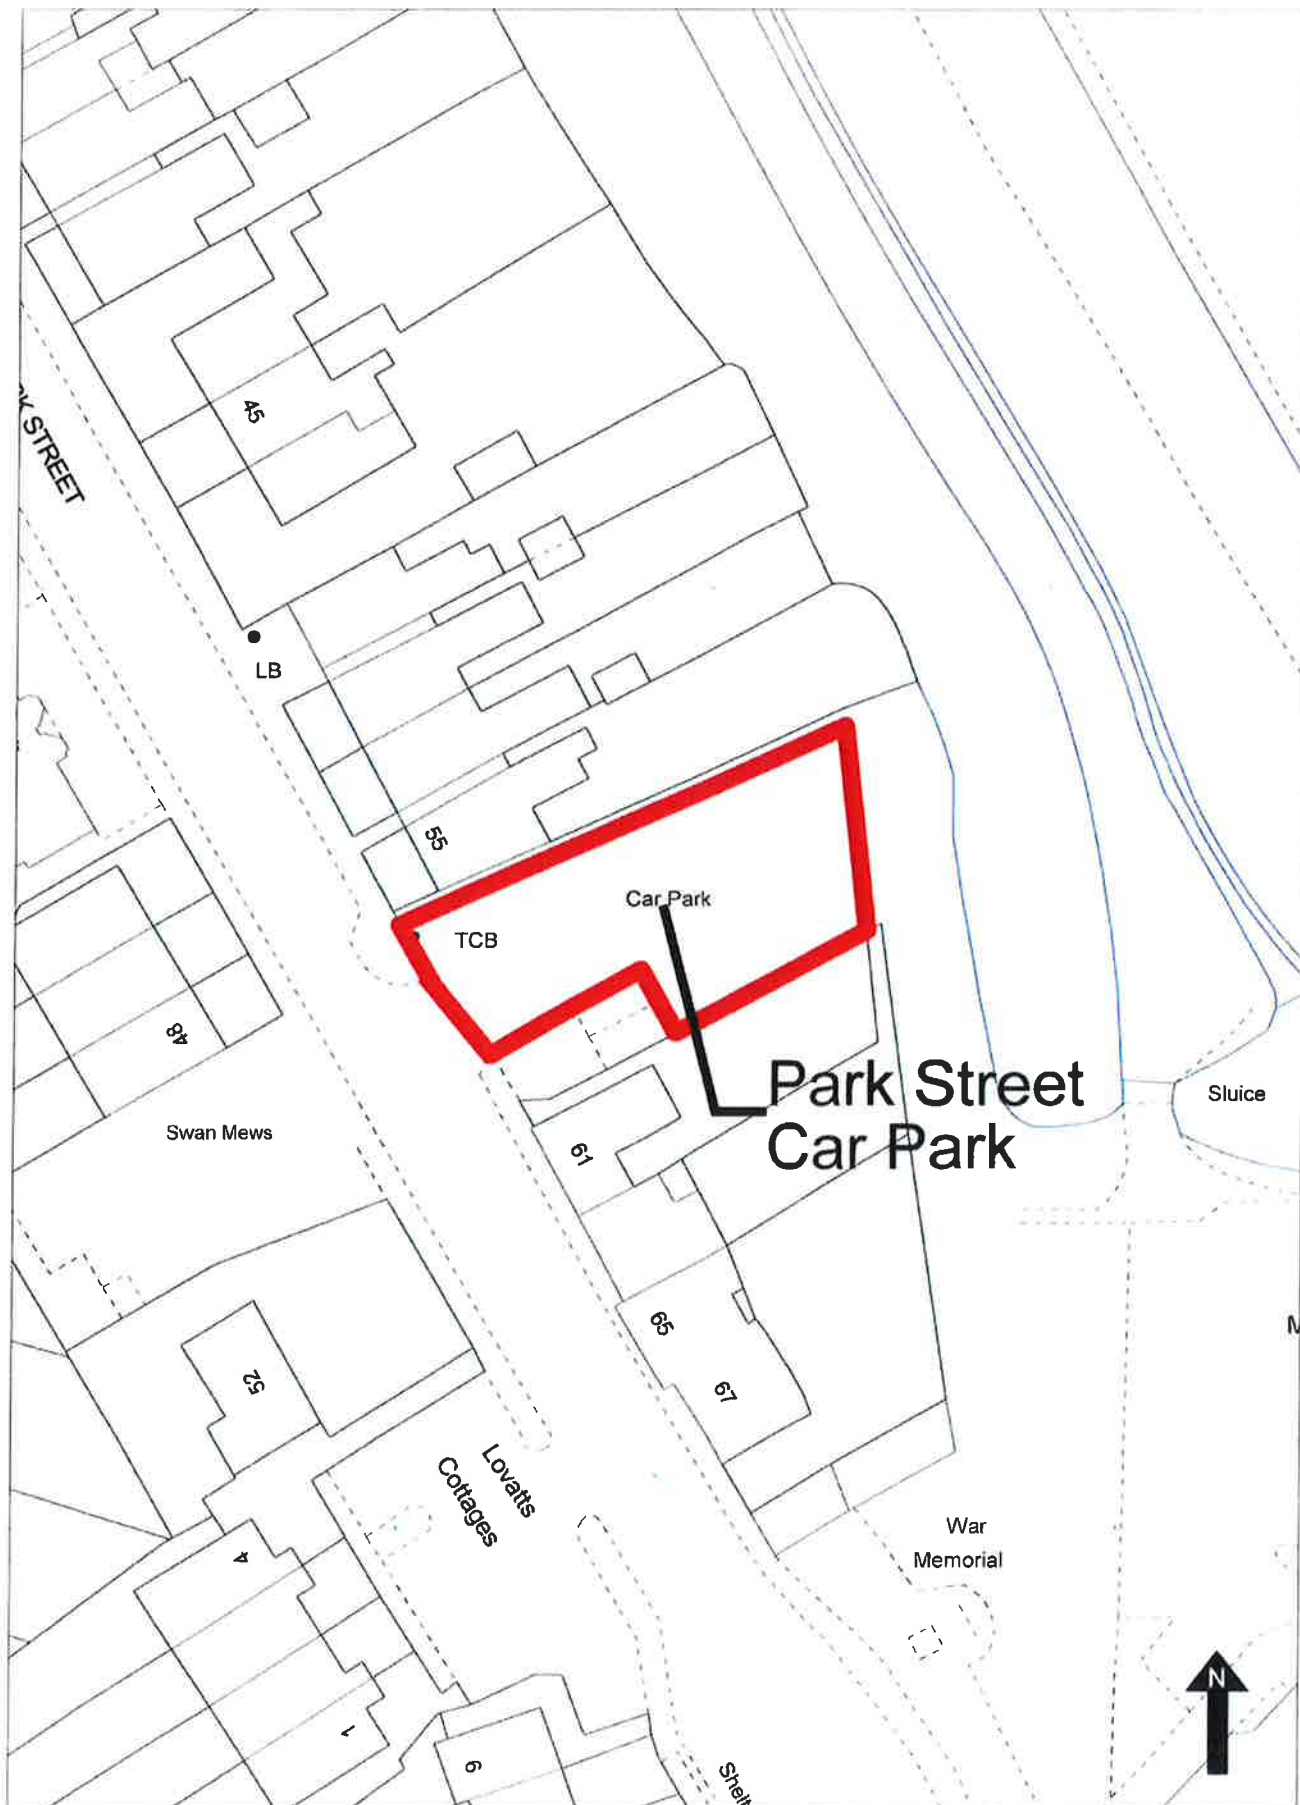 45
STREET
LB
55
Car Park
TCB
48
Park Street
Car Park
Sluice
Swan Mews
61
65
52
67
Lovatts
Cottages
War
Memorial
4
N
1
9